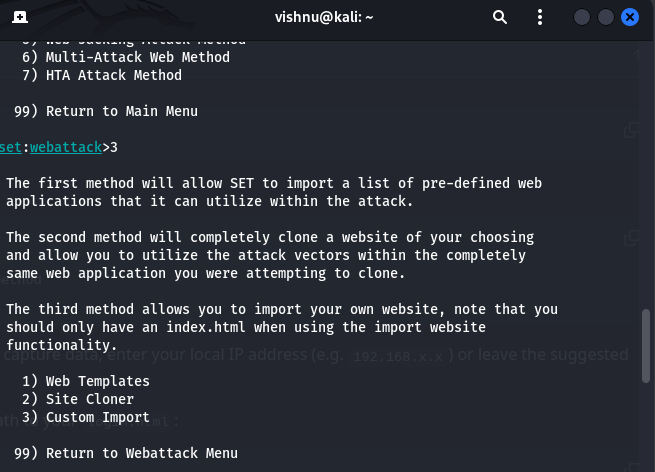 vishnu@kali: ~
5) Web Jacking Attack Method
6) Multi-Attack Web Method
7) HTA Attack Method
99) Return to Main Menu
set:webattack>3
The first method will allow SET to import a list of pre-defined web
applications that it can utilize within the attack.
The second method will completely clone a website of your choosing
and allow you to utilize the attack vectors within the completely
same web application you were attempting to clone.
The third method allows you to import your own website, note that you
should only have an index.html when using the import website
functionality.
capture data, enter your local IP address (e.g. 192.168.x.x ) or leave the suggested
1) Web Templates
2) Site Cloner
3) Custom Import
99) Return to Webattack Menu